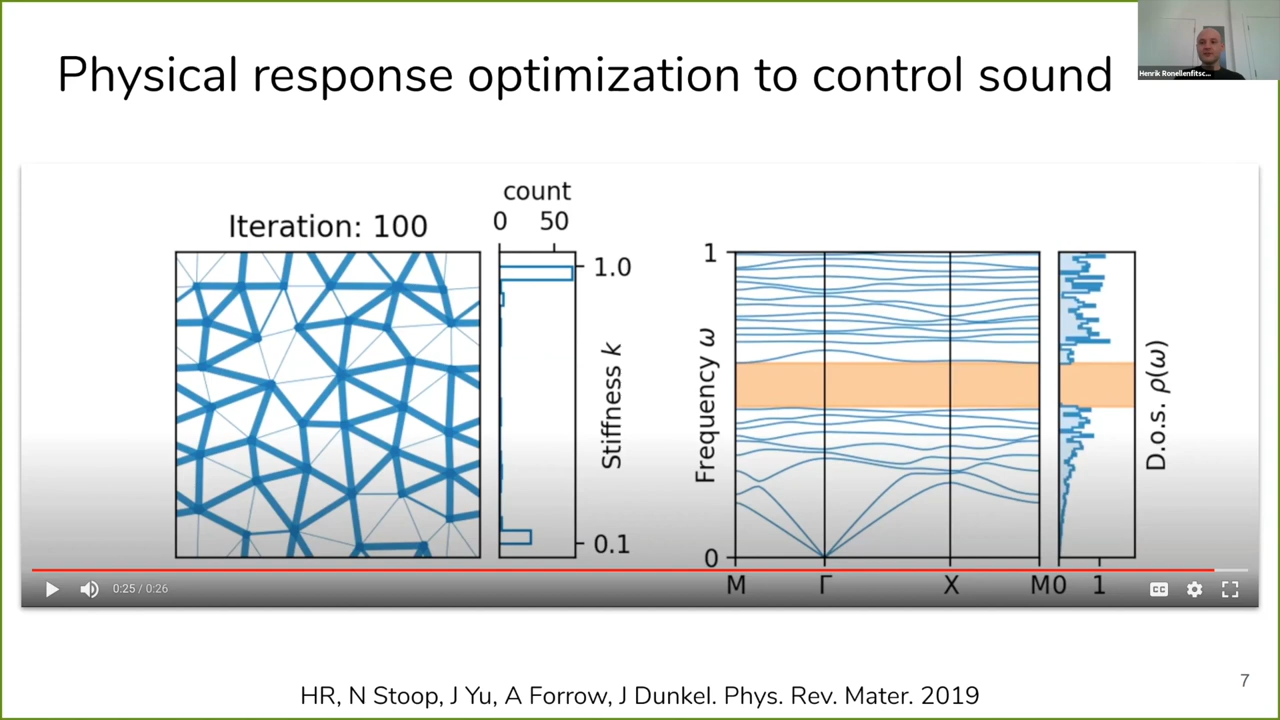 Physical response optimization to control sound
Henrik Ronellenfitsc...
Iteration: 100
count
0 50
1.0
Stiffness k
0.1
1
Frequency ω
0
M Γ X M
D.o.s. ρ(ω)
0 1
0:25 / 0:26
CC
HR, N Stoop, J Yu, A Forrow, J Dunkel. Phys. Rev. Mater. 2019
7